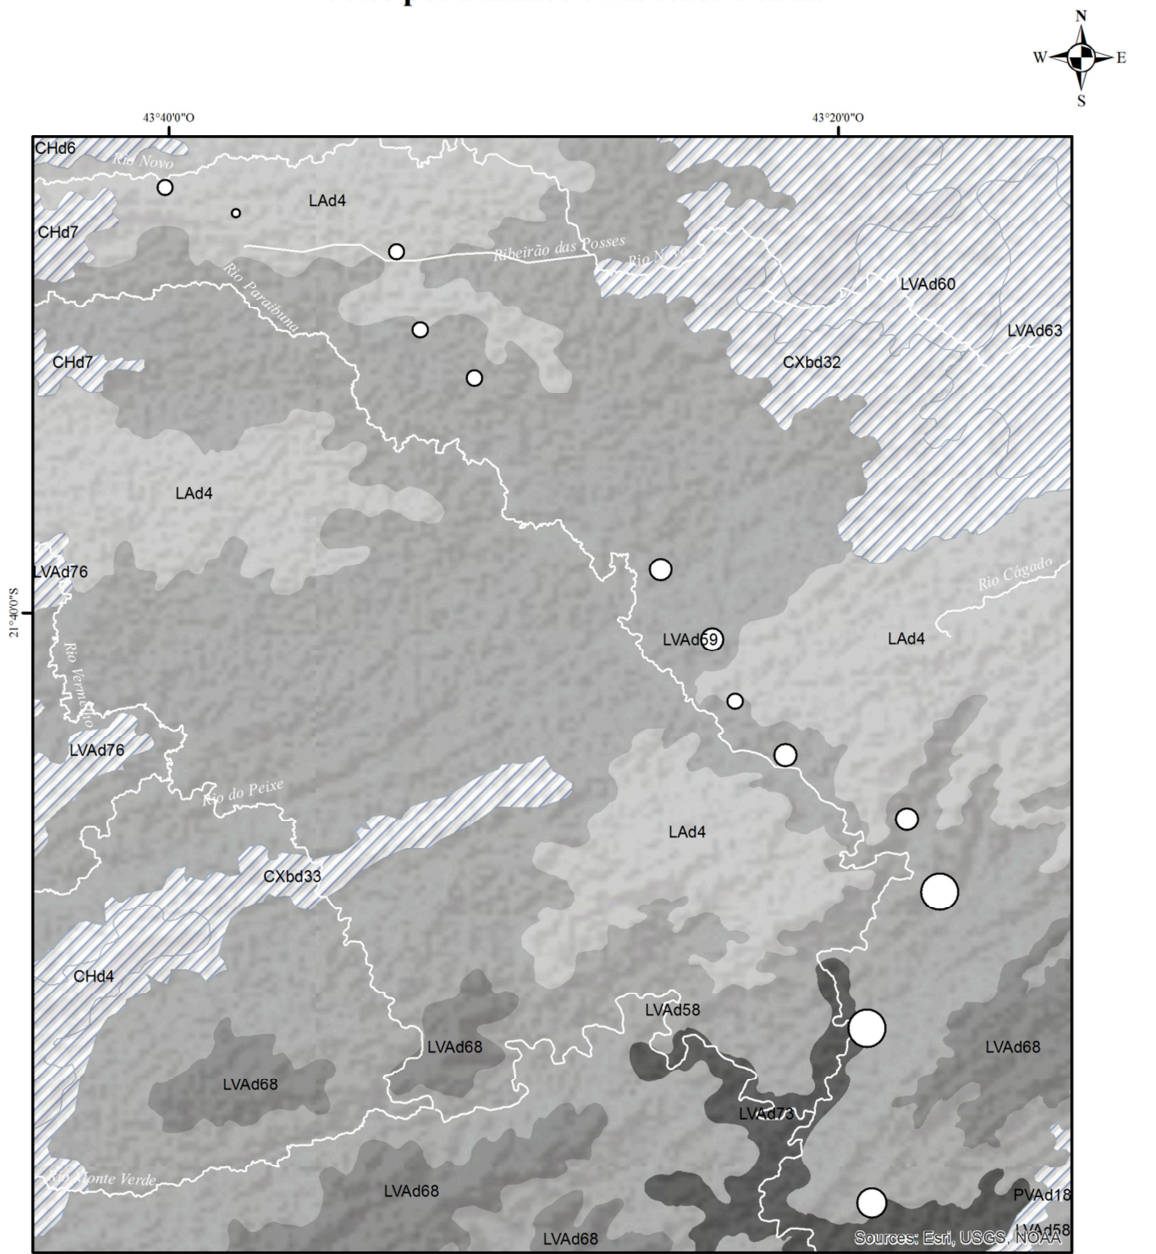 N
W E
S
43°40'0"O
43°20'0"O
CHd6
Rio Novo
LAd4
CHd7
Ribeirão das Posses
Rio Novo
Rio Paraibuna
LVAd60
LVAd63
CHd7
CXbd32
LAd4
LVAd76
Rio Cágado
21°40'0"S
LVAd59
LAd4
Rio Vermelho
LVAd76
Rio do Peixe
LAd4
CXbd33
CHd4
LVAd58
LVAd68
LVAd68
LVAd68
LVAd73
Rio Monte Verde
LVAd68
PVAd18
LVAd58
LVAd68
Sources: Esri, USGS, NOAA